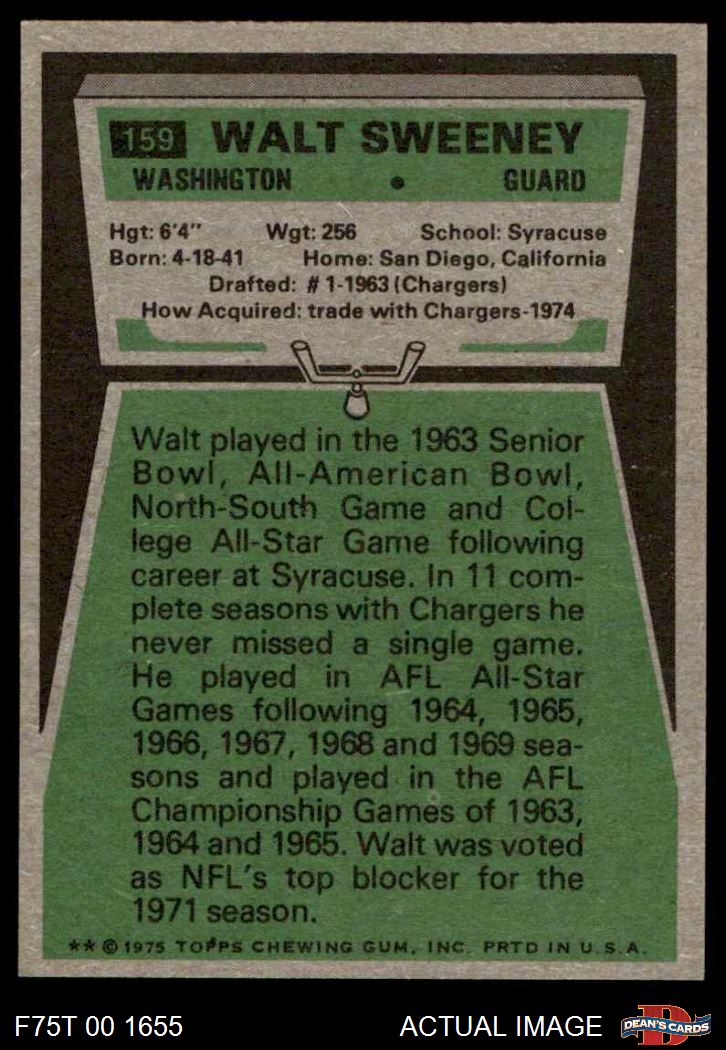 159 WALT SWEENEY
WASHINGTON • GUARD
Hgt: 6'4" Wgt: 256 School: Syracuse
Born: 4-18-41 Home: San Diego, California
Drafted: #1-1963 (Chargers)
How Acquired: trade with Chargers-1974
Walt played in the 1963 Senior
Bowl, All-American Bowl,
North-South Game and Col-
lege All-Star Game following
career at Syracuse. In 11 com-
plete seasons with Chargers he
never missed a single game.
He played in AFL All-Star
Games following 1964, 1965,
1966, 1967, 1968 and 1969 sea-
sons and played in the AFL
Championship Games of 1963,
1964 and 1965. Walt was voted
as NFL's top blocker for the
1971 season.
** © 1975 TOPPS CHEWING GUM, INC. PRTD IN U.S.A.
F75T 00 1655 ACTUAL IMAGE D DEAN'S CARDS